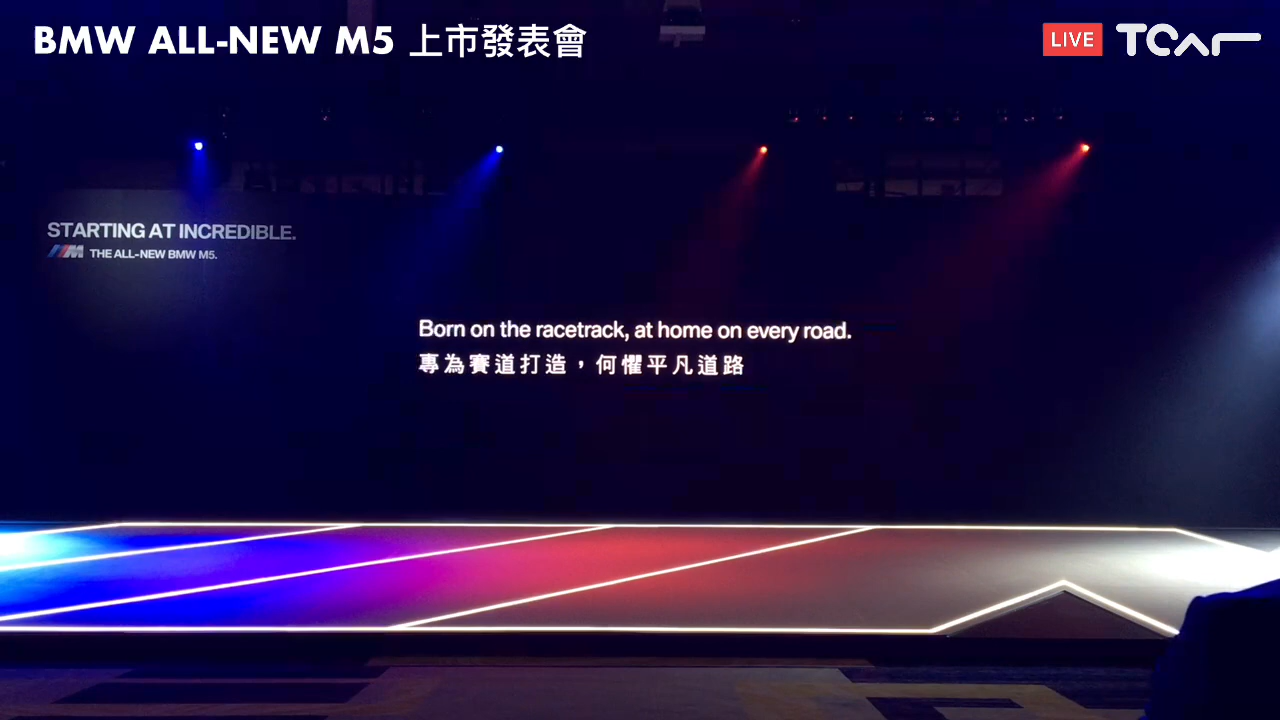 BMW ALL-NEW M5 上市發表會
LIVE TCar
STARTING AT INCREDIBLE.
M THE ALL-NEW BMW M5.
Born on the racetrack, at home on every road.
專為賽道打造，何懼平凡道路